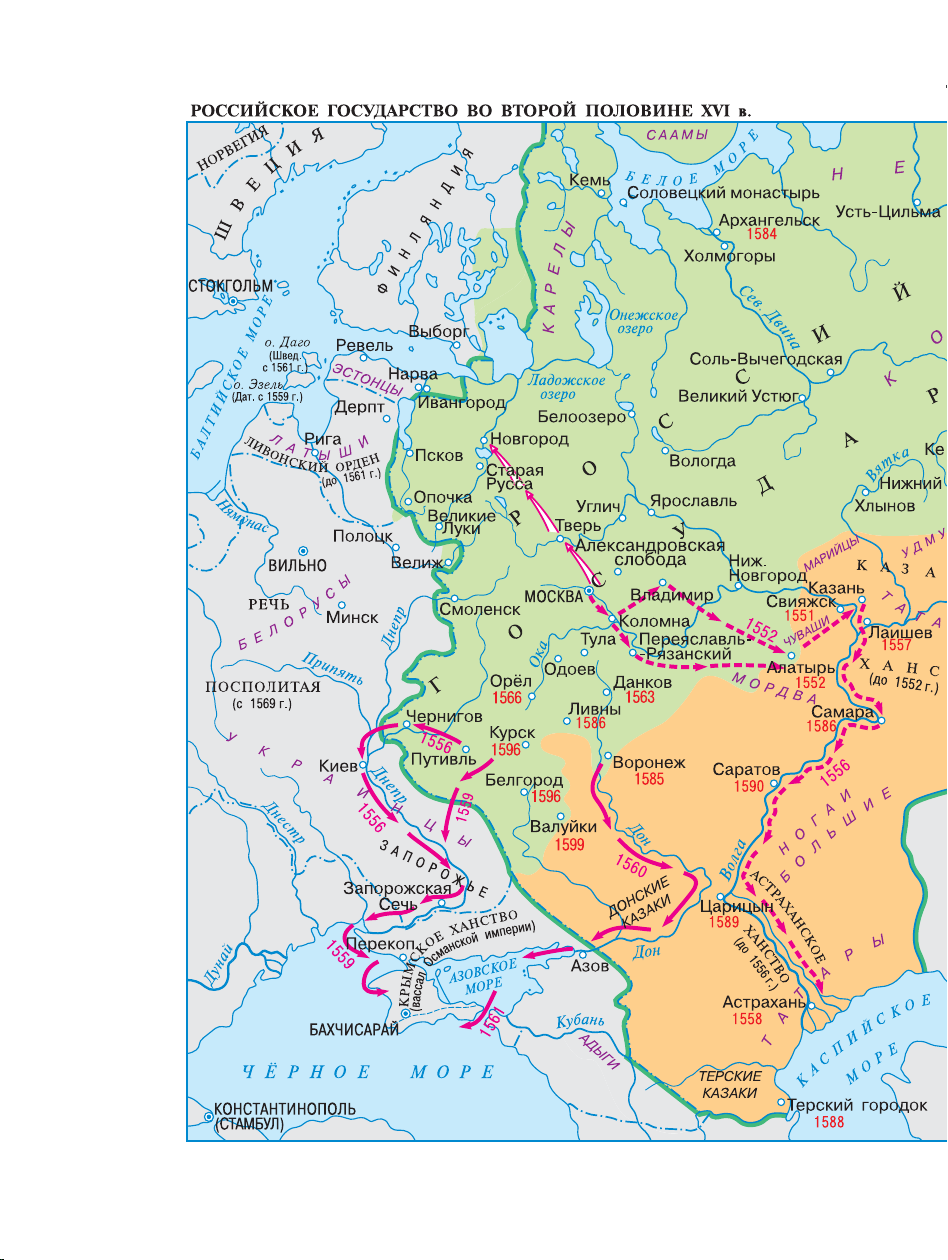 РОССИЙСКОЕ ГОСУДАРСТВО ВО ВТОРОЙ ПОЛОВИНЕ XVI в.
НОРВЕГИЯ
ШВЕЦИЯ
ФИНЛЯНДИЯ
СААМЫ
БЕЛОЕ МОРЕ
Н Е
Кемь
Соловецкий монастырь
Усть-Цильма
Архангельск
1584
Холмогоры
КАРЕЛЫ
СТОКГОЛЬМ
БАЛТИЙСКОЕ МОРЕ
Сев. Двина
Онежское
озеро
Выборг
о. Даго
(Швед.
с 1561 г.)
Ревель
ЭСТОНЦЫ
Нарва
Ивангород
Ладожское
озеро
Соль-Вычегодская
К О
о. Эзель
(Дат. с 1559 г.)
Дерпт
Белоозеро
Великий Устюг
РОССИЙ
Рига
ЛАТЫШИ
ЛИВОНСКИЙ ОРДЕН
(до 1561 г.)
Псков
Новгород
Старая
Русса
Вологда
Вятка
Ке
Нижний
Хлынов
Опочка
Великие
Луки
Углич
Ярославль
ГОСУДАР
Нямунас
Полоцк
Тверь
Александровская
слобода
Велиж
ВИЛЬНО
МОСКВА
Владимир
Ниж.
Новгород
МАРИЙЦЫ
УДМУ
К А З А
Казань
ТАТА
Свияжск
1551
ЧУВАШИ
Лаишев
1557
РЕЧЬ
Минск
БЕЛОРУСЫ
Днепр
Смоленск
Коломна
1552
Тула
Переяславль-
-Рязанский
Ока
Одоев
Алатырь
1552
Х А Н С
(до 1552 г.)
Припять
ПОСПОЛИТАЯ
(с 1569 г.)
Орёл
1566
Данков
1563
МОРДВА
Ливны
1586
Самара
1586
Чернигов
1556
Путивль
Курск
1596
УКРАИНЦЫ
Киев
Днепр
Воронеж
1585
Саратов
1590
1556
Белгород
1596
1559
1556
Днестр
Валуйки
1599
Дон
НОГАИ
БОЛЬШИЕ
Волга
ЗАПОРОЖЬЕ
1560
Запорожская
Сечь
ДОНСКИЕ
КАЗАКИ
Царицын
1589
АСТРАХАНСКОЕ
ХАНСТВО
(до 1556 г.)
ТАТАРЫ
Дунай
1559
Перекоп
КРЫМСКОЕ ХАНСТВО
(вассал Османской империи)
АЗОВСКОЕ
МОРЕ
Азов
Дон
Астрахань
1558
БАХЧИСАРАЙ
1561
Кубань
АДЫГИ
КАСПИЙСКОЕ
МОРЕ
ЧЁРНОЕ МОРЕ
ТЕРСКИЕ
КАЗАКИ
КОНСТАНТИНОПОЛЬ
(СТАМБУЛ)
Терский городок
1588